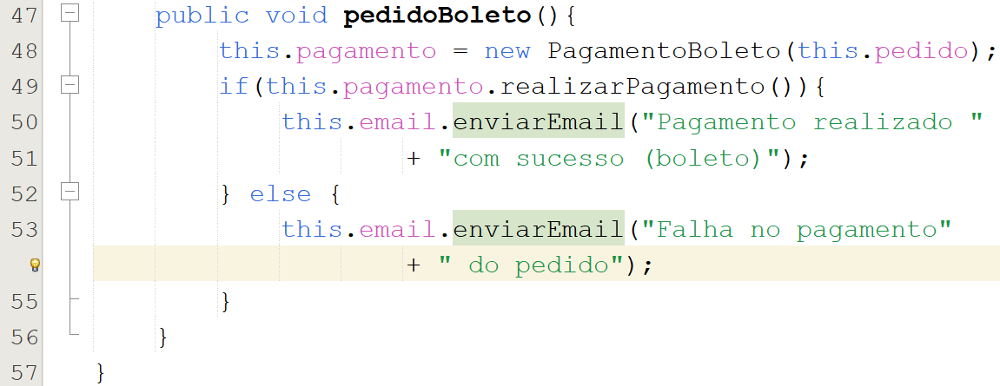 47 public void pedidoBoleto(){
48 this.pagamento = new PagamentoBoleto(this.pedido);
49 if(this.pagamento.realizarPagamento()){
50 this.email.enviarEmail("Pagamento realizado "
51 + "com sucesso (boleto)");
52 } else {
53 this.email.enviarEmail("Falha no pagamento"
+ " do pedido");
55 }
56 }
57 }